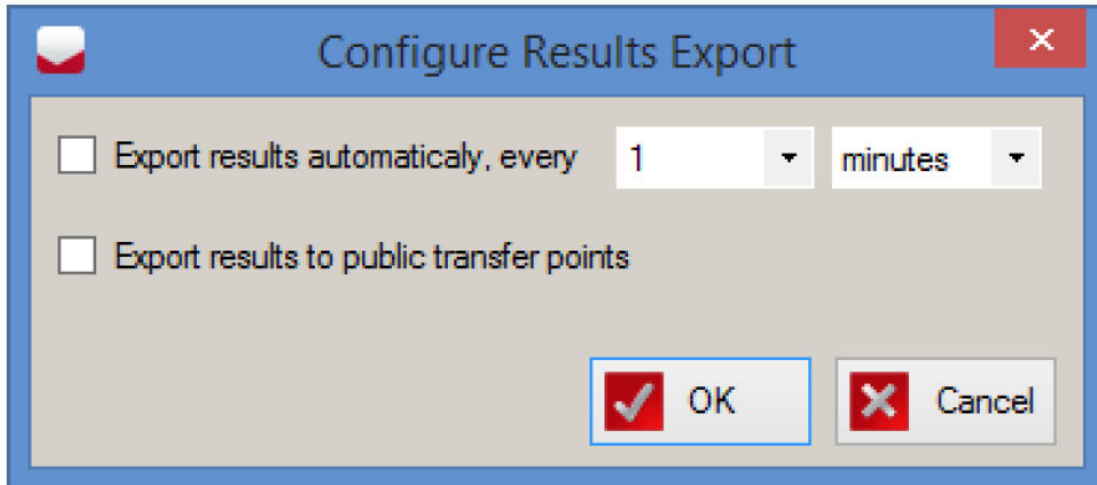 Configure Results Export
Export results automaticaly, every 1 minutes
Export results to public transfer points
OK Cancel